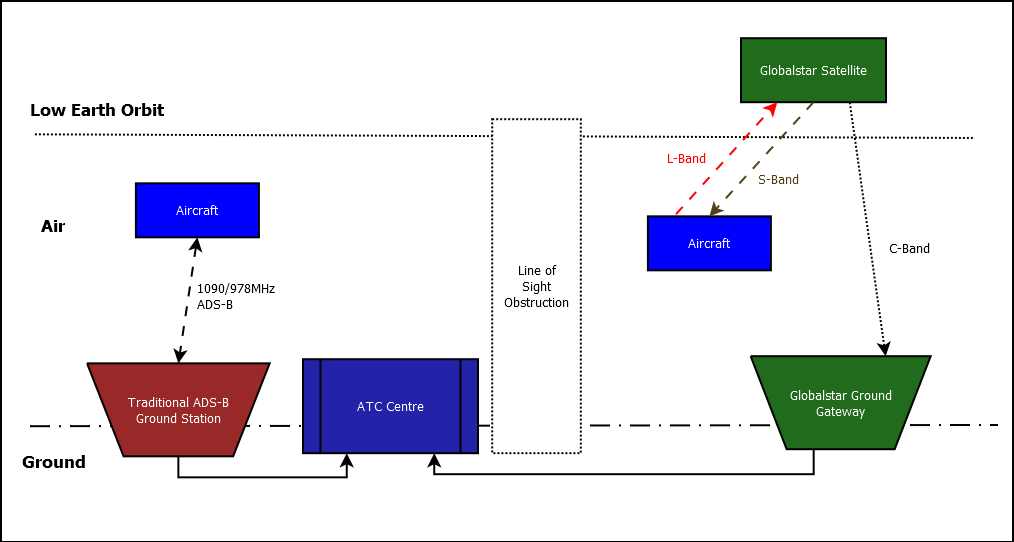 Globalstar Satellite
Low Earth Orbit
L-Band
S-Band
Aircraft
Air
Aircraft
C-Band
Line of
Sight
Obstruction
1090/978MHz
ADS-B
Traditional ADS-B
Ground Station
ATC Centre
Globalstar Ground
Gateway
Ground